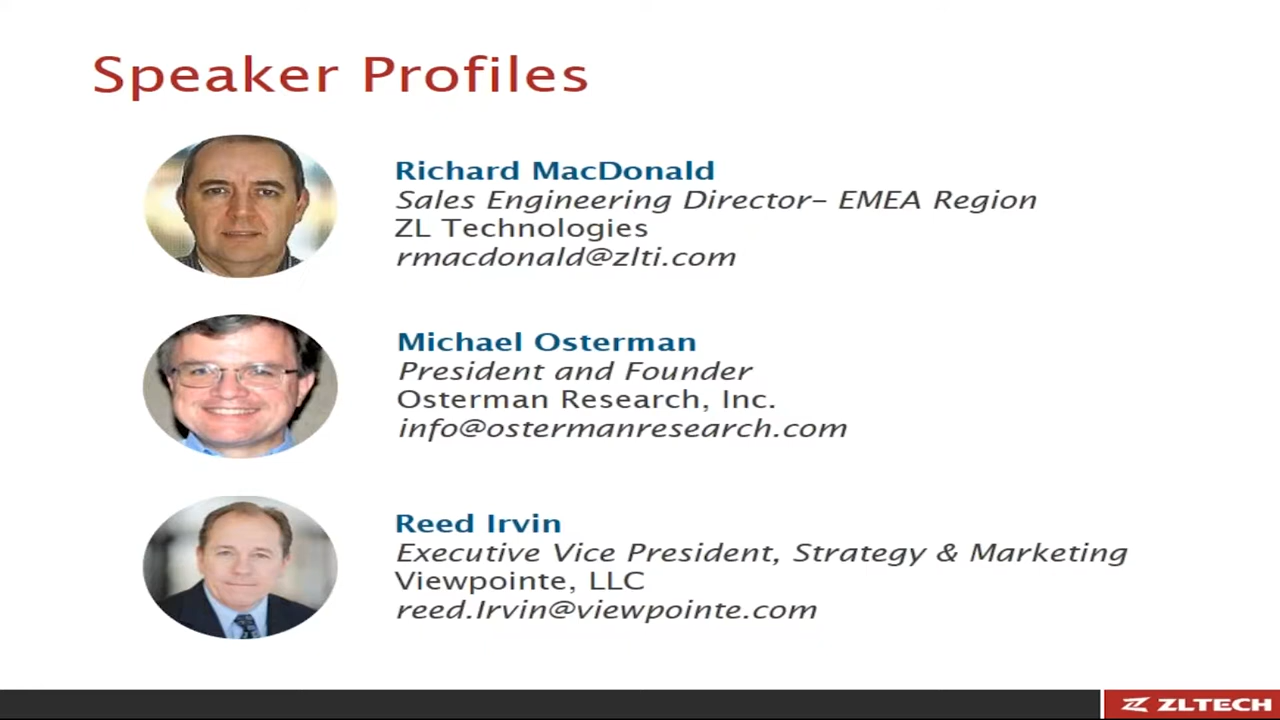 Speaker Profiles
Richard MacDonald
Sales Engineering Director– EMEA Region
ZL Technologies
rmacdonald@zlti.com
Michael Osterman
President and Founder
Osterman Research, Inc.
info@ostermanresearch.com
Reed Irvin
Executive Vice President, Strategy & Marketing
Viewpointe, LLC
reed.Irvin@viewpointe.com
ZLTECH